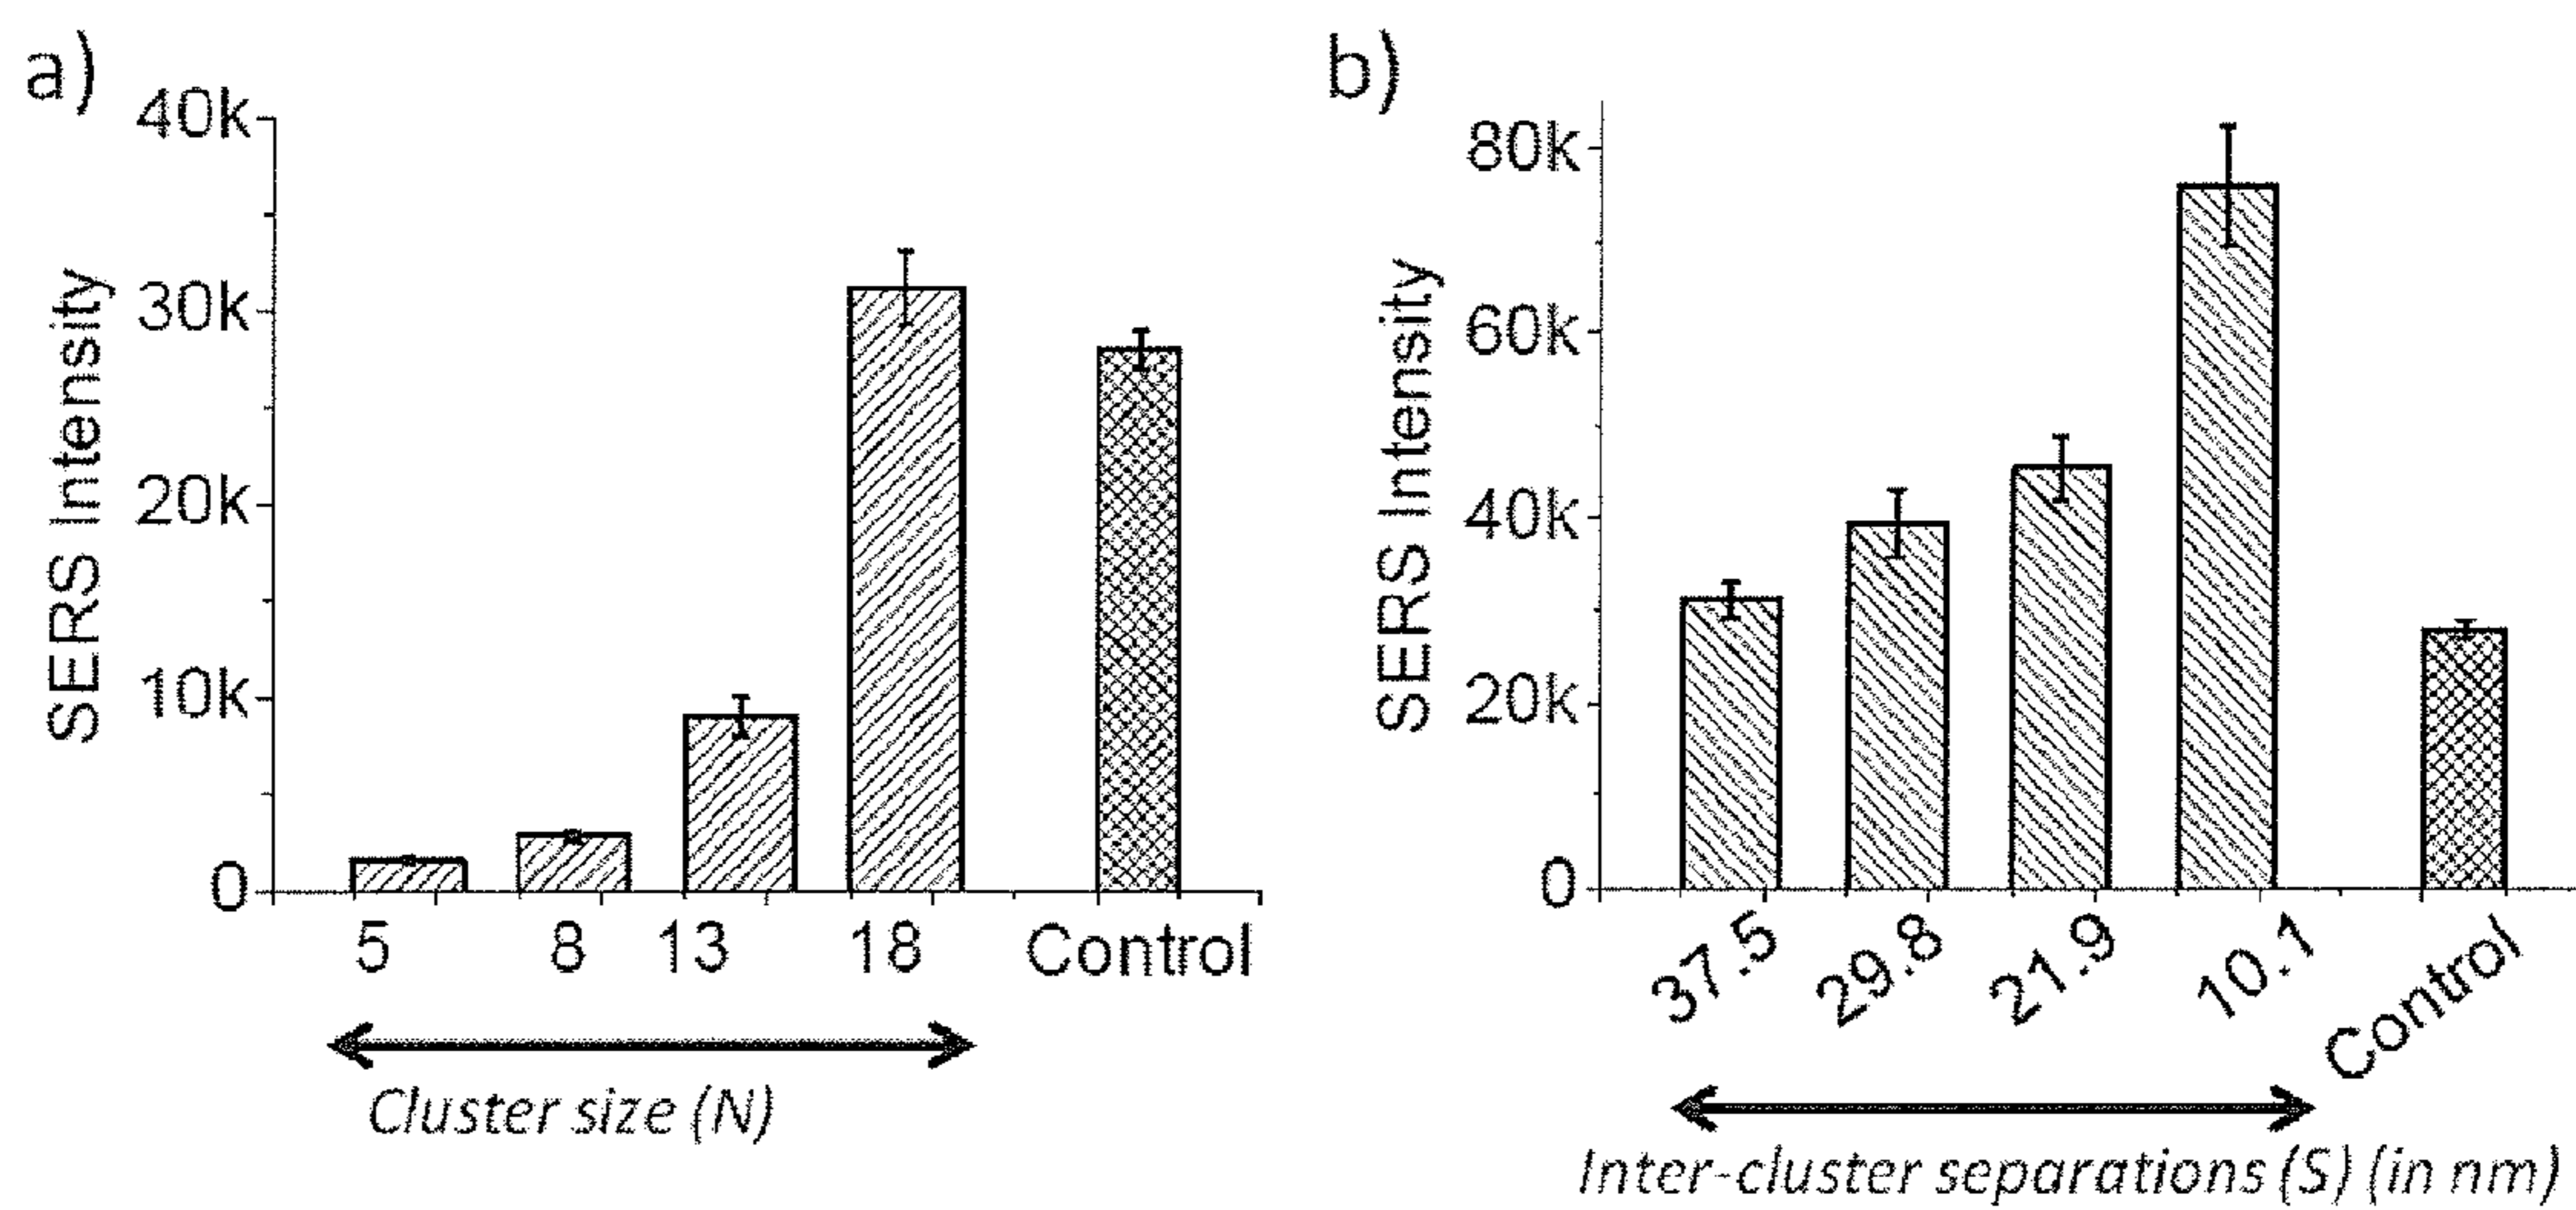 a)
40k
30k
20k
10k
0
SERS Intensity
5 8 13 18 Control
Cluster size (N)
b)
80k
60k
40k
20k
0
SERS Intensity
37.5 29.8 21.9 10.1 Control
Inter-cluster separations (S) (in nm)